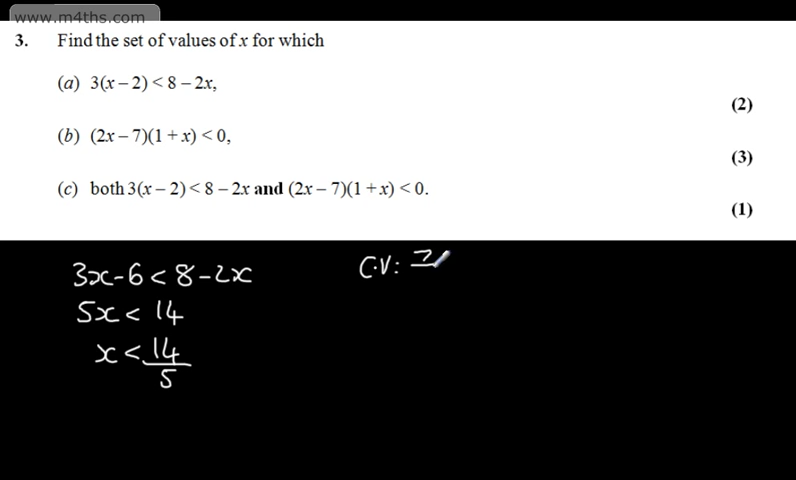 www.m4ths.com
3. Find the set of values of x for which
(a) 3(x – 2) < 8 – 2x,
(2)
(b) (2x – 7)(1 + x) < 0,
(3)
(c) both 3(x – 2) < 8 – 2x and (2x – 7)(1 + x) < 0.
(1)
3x-6 < 8-2x
C.V: 7/
5x < 14
x < 14/5